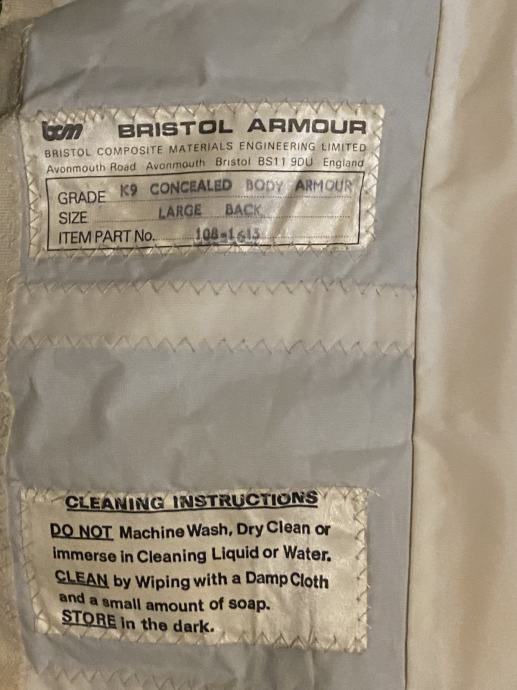 bcm BRISTOL ARMOUR
BRISTOL COMPOSITE MATERIALS ENGINEERING LIMITED
Avonmouth Road Avonmouth Bristol BS11 9DU England
GRADE K9 CONCEALED BODY ARMOUR
SIZE LARGE BACK
ITEM PART No. 108-1613
CLEANING INSTRUCTIONS
DO NOT Machine Wash, Dry Clean or
immerse in Cleaning Liquid or Water.
CLEAN by Wiping with a Damp Cloth
and a small amount of soap.
STORE in the dark.